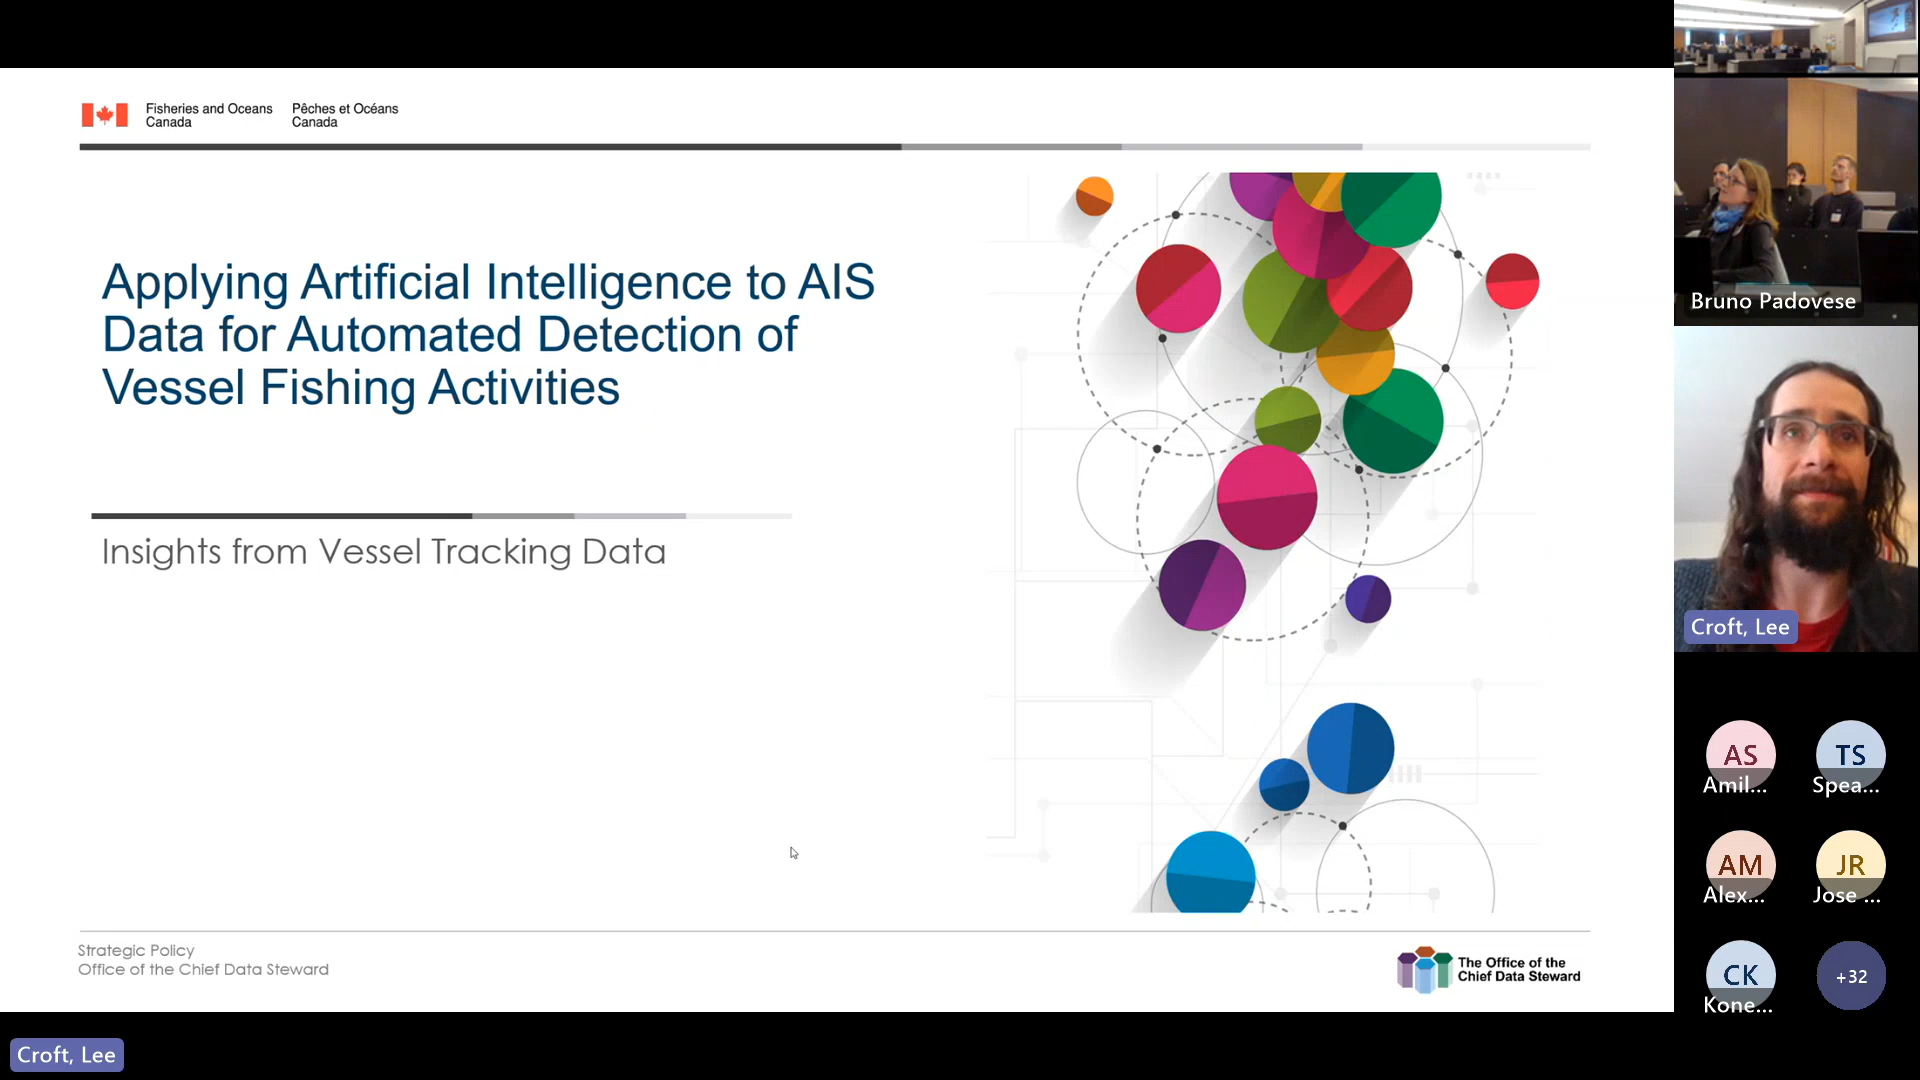 Fisheries and Oceans
Canada
Pêches et Océans
Canada
Applying Artificial Intelligence to AIS
Data for Automated Detection of
Vessel Fishing Activities
Insights from Vessel Tracking Data
Strategic Policy
Office of the Chief Data Steward
The Office of the
Chief Data Steward
Croft, Lee
Bruno Padovese
Croft, Lee
AS
Amil...
TS
Spea...
AM
Alex...
JR
Jose ...
CK
Kone...
+32